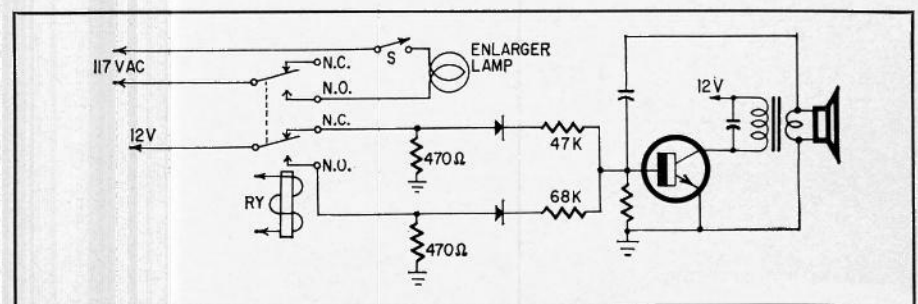 ENLARGER
LAMP
S
117 VAC
N.C.
N.O.
12V
12V
N.C.
470Ω
47K
N.O.
RY
68K
470Ω